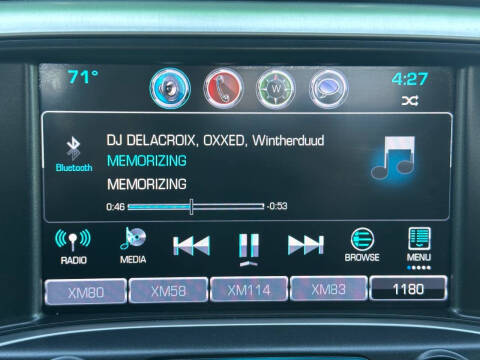 71°
4:27
W
DJ DELACROIX, OXXED, Wintherduud
MEMORIZING
Bluetooth
MEMORIZING
0:46 -0:53
RADIO MEDIA BROWSE MENU
XM80 XM58 XM114 XM83 1180